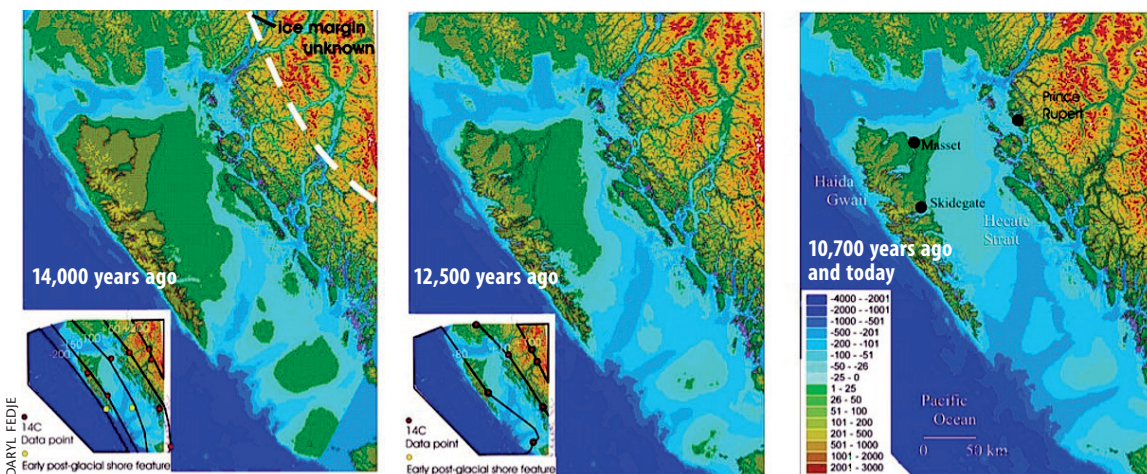 Ice margin
unknown
14,000 years ago
-200
-150
-100
14C
Data point
Early post-glacial shore feature
DARYL FEDJE
12,500 years ago
14C
Data point
Early post-glacial shore feature
Prince
Rupert
Masset
Haida
Gwaii
Skidegate
Hecate
Strait
10,700 years ago
and today
-4000 - -2001
-2000 - -1001
-1000 - -501
-500 - -201
-200 - -101
-100 - -51
-50 - -26
-25 - 0
1 - 25
26 - 50
51 - 100
101 - 200
201 - 500
501 - 1000
1001 - 2000
2001 - 3000
Pacific
Ocean
0 50 km